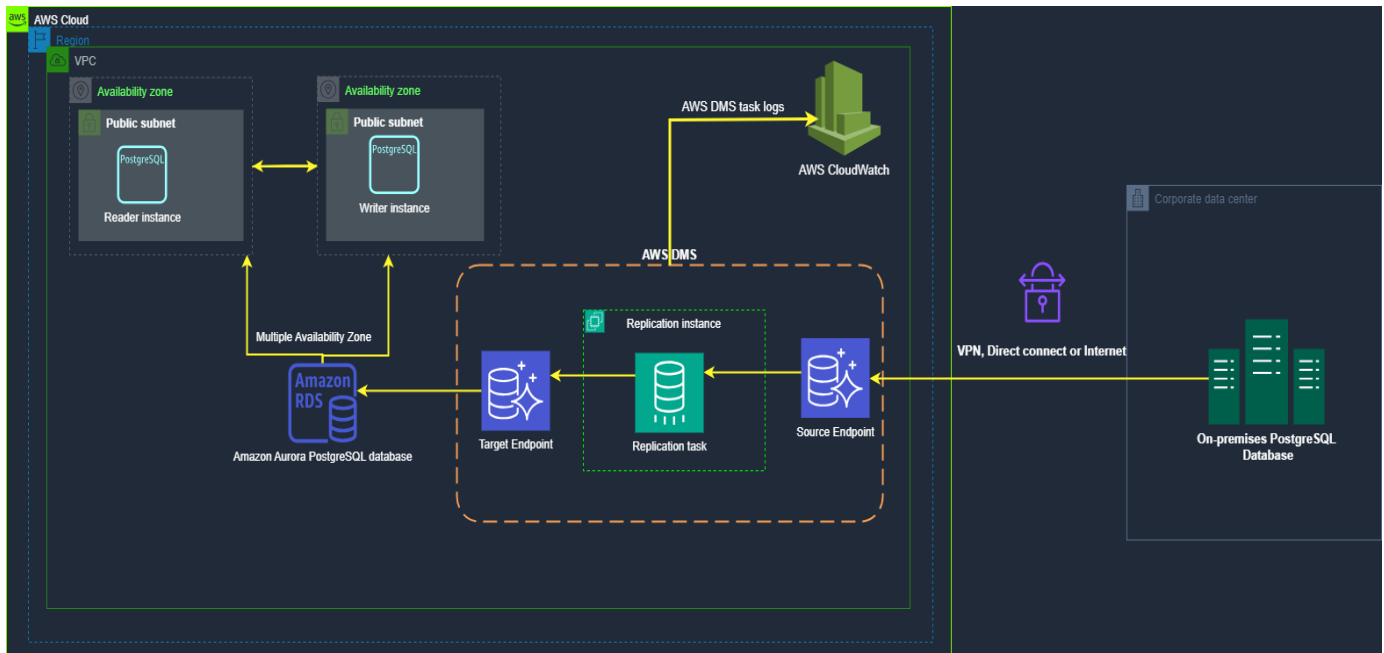 aws
AWS Cloud
Region
VPC
Availability zone
Availability zone
Public subnet
Public subnet
PostgreSQL
PostgreSQL
Reader instance
Writer instance
AWS DMS task logs
AWS CloudWatch
Corporate data center
AWS DMS
Multiple Availability Zone
Replication instance
VPN, Direct connect or Internet
Amazon
RDS
Amazon Aurora PostgreSQL database
Target Endpoint
Replication task
Source Endpoint
On-premises PostgreSQL
Database